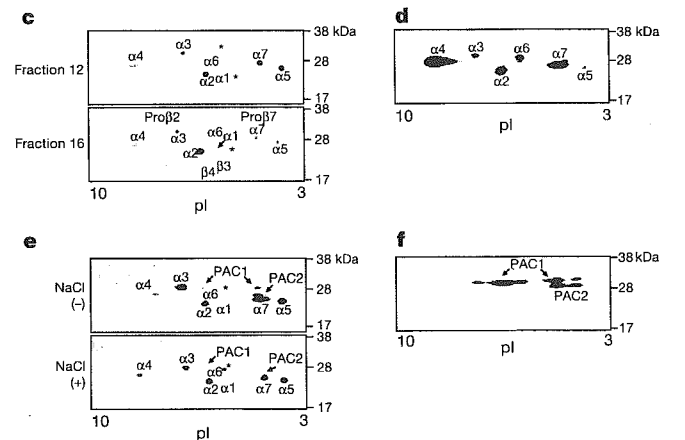 c
38 kDa
α3
α4
α6
α7
28
Fraction 12
α2 α1 *
α5
17
Proβ2 Proβ7
α4 α3 α6 α1 α7
28
Fraction 16
α2 * α5
β4 β3
17
10 3
pI
d
38 kDa
α4 α3 α6 α7
28
α2 α5
17
10 3
pI
e
38 kDa
PAC1
PAC2
α4 α3 α6 *
28
NaCl
(–)
α2 α1 α7 α5
17
38
PAC1 PAC2
α4 α3 α6 **
28
NaCl
(+)
α2 α1 α7 α5
17
10 3
pI
f
38 kDa
PAC1
28
PAC2
17
10 3
pI